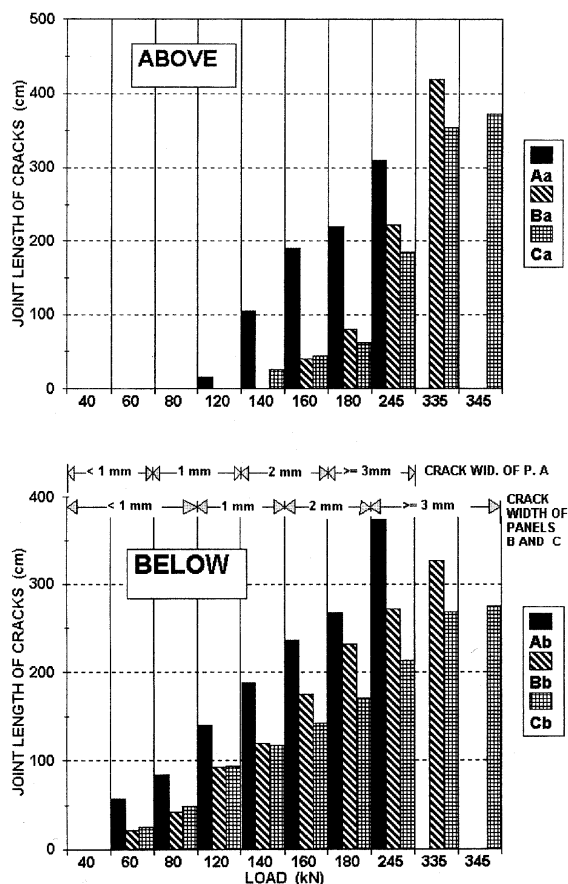 500
400
300
200
100
0
JOINT LENGTH OF CRACKS (cm)
ABOVE
Aa
Ba
Ca
40 60 80 120 140 160 180 245 335 345
< 1 mm 1 mm 2 mm >= 3mm CRACK WID. OF P. A
< 1 mm 1 mm 2 mm >= 3 mm CRACK
WIDTH OF
PANELS
B AND C
400
300
200
100
0
JOINT LENGTH OF CRACKS (cm)
BELOW
Ab
Bb
Cb
40 60 80 120 140 160 180 245 335 345
LOAD (kN)